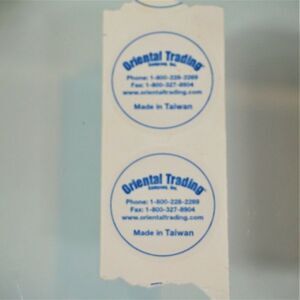 Oriental Trading
Company, Inc.
Phone: 1-800-228-2269
Fax: 1-800-327-8904
www.orientaltrading.com
Made in Taiwan
Oriental Trading
Company, Inc.
Phone: 1-800-228-2269
Fax: 1-800-327-8904
www.orientaltrading.com
Made in Taiwan